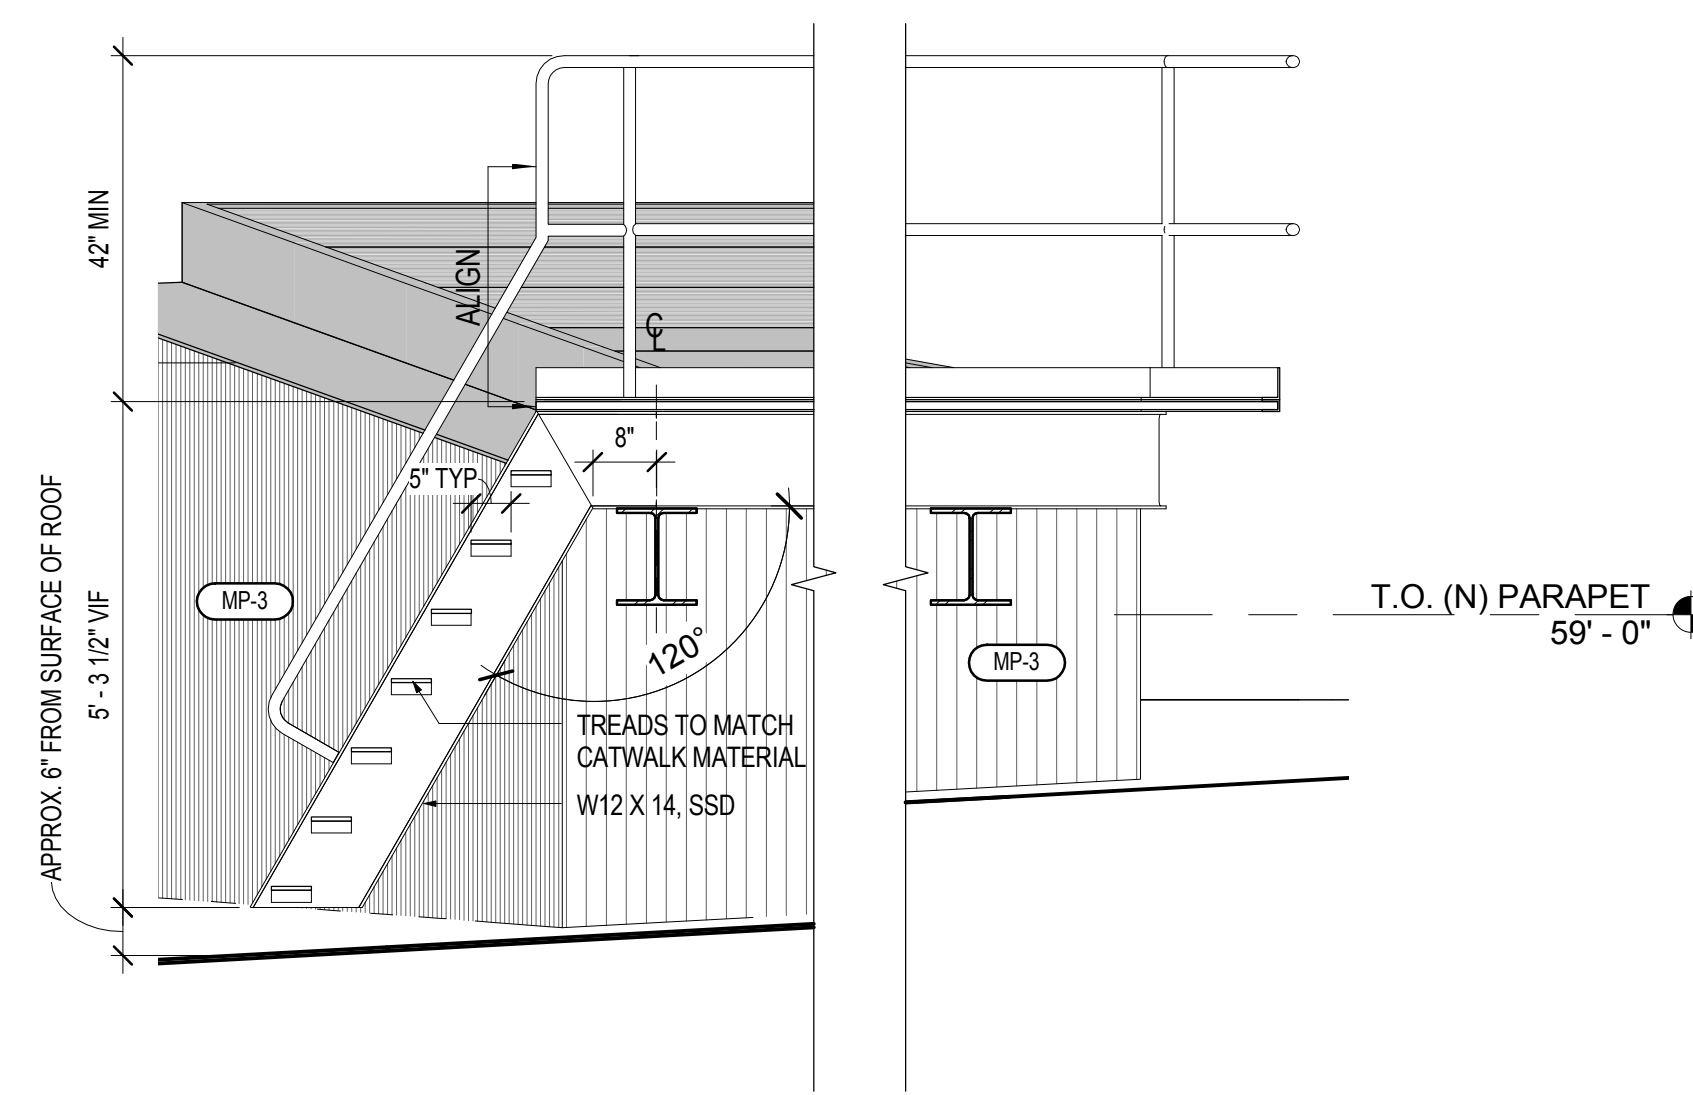 42" MIN
ALIGN
℄
8"
5" TYP
APPROX. 6" FROM SURFACE OF ROOF
5' - 3 1/2" VIF
MP-3
120°
T.O. (N) PARAPET
59' - 0"
MP-3
TREADS TO MATCH
CATWALK MATERIAL
W12 X 14, SSD